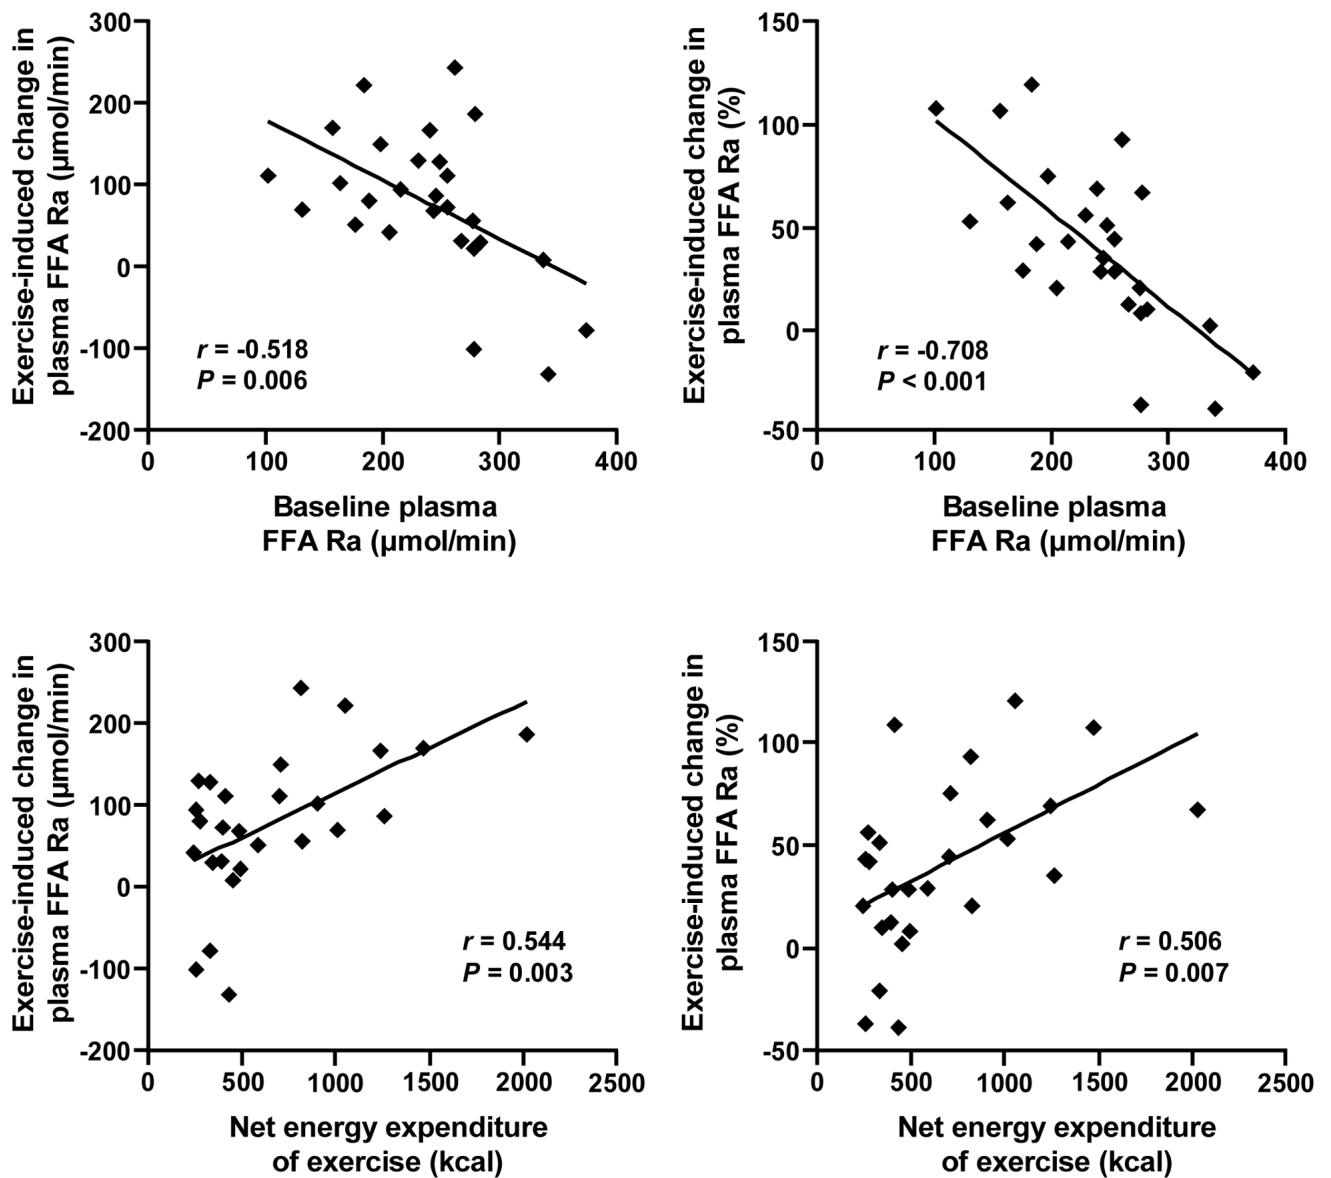 Exercise-induced change in
plasma FFA Ra (µmol/min)
300
200
100
0
-100
-200
r = -0.518
P = 0.006
0 100 200 300 400
Baseline plasma
FFA Ra (µmol/min)
Exercise-induced change in
plasma FFA Ra (%)
150
100
50
0
-50
r = -0.708
P < 0.001
0 100 200 300 400
Baseline plasma
FFA Ra (µmol/min)
Exercise-induced change in
plasma FFA Ra (µmol/min)
300
200
100
0
-100
-200
r = 0.544
P = 0.003
0 500 1000 1500 2000 2500
Net energy expenditure
of exercise (kcal)
Exercise-induced change in
plasma FFA Ra (%)
150
100
50
0
-50
r = 0.506
P = 0.007
0 500 1000 1500 2000 2500
Net energy expenditure
of exercise (kcal)